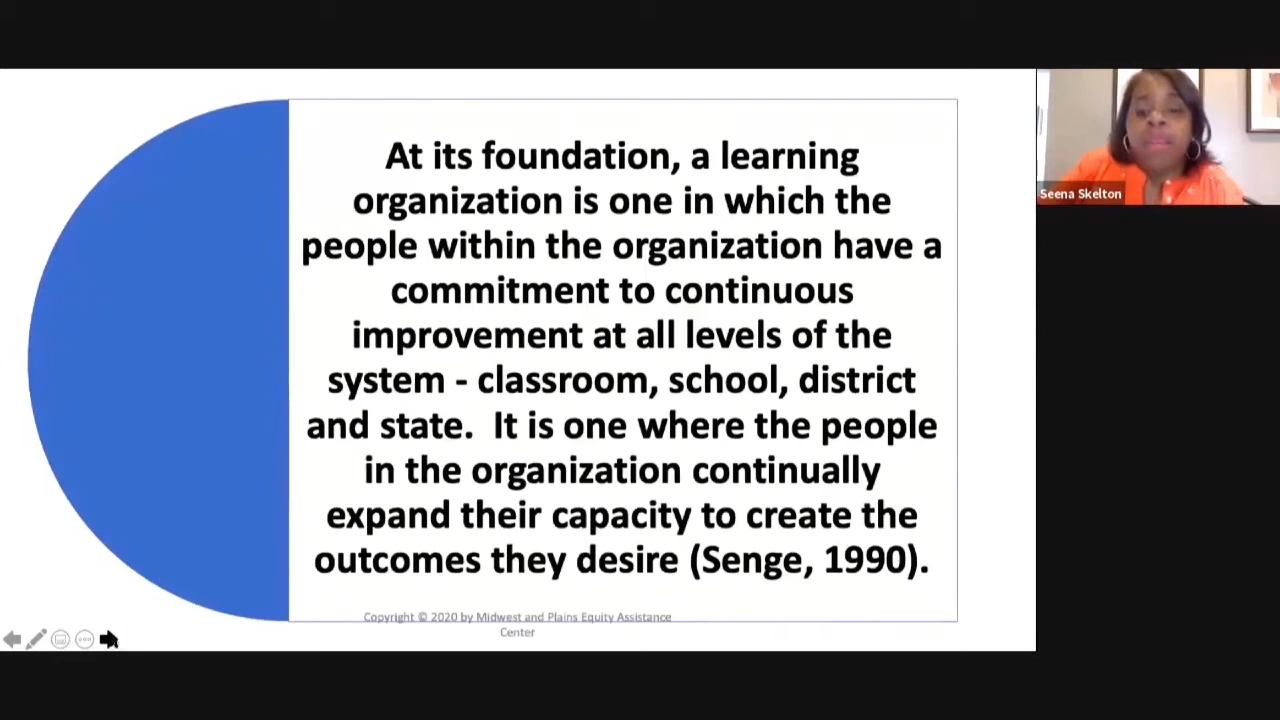 At its foundation, a learning
organization is one in which the
people within the organization have a
commitment to continuous
improvement at all levels of the
system - classroom, school, district
and state.  It is one where the people
in the organization continually
expand their capacity to create the
outcomes they desire (Senge, 1990).
Copyright © 2020 by Midwest and Plains Equity Assistance
Center
Seena Skelton